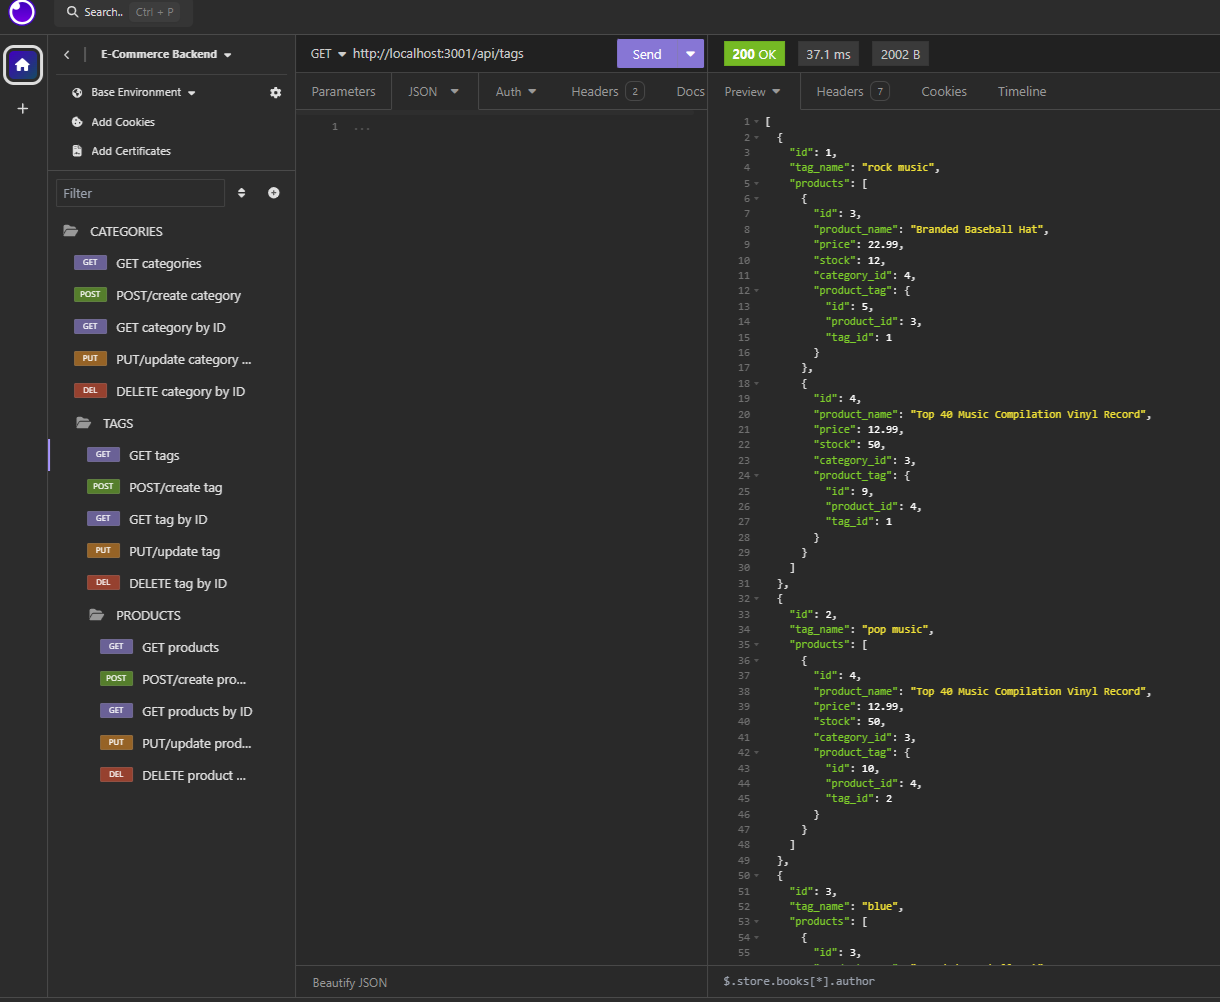 Search..
Ctrl + P
E-Commerce Backend
Base Environment
Add Cookies
Add Certificates
Filter
CATEGORIES
GET GET categories
POST POST/create category
GET GET category by ID
PUT PUT/update category ...
DEL DELETE category by ID
TAGS
GET GET tags
POST POST/create tag
GET GET tag by ID
PUT PUT/update tag
DEL DELETE tag by ID
PRODUCTS
GET GET products
POST POST/create pro...
GET GET products by ID
PUT PUT/update prod...
DEL DELETE product ...
GET http://localhost:3001/api/tags Send
Parameters JSON Auth Headers 2 Docs
1 ...
Beautify JSON
200 OK 37.1 ms 2002 B
Preview Headers 7 Cookies Timeline
1 [
2 {
3 "id": 1,
4 "tag_name": "rock music",
5 "products": [
6 {
7 "id": 3,
8 "product_name": "Branded Baseball Hat",
9 "price": 22.99,
10 "stock": 12,
11 "category_id": 4,
12 "product_tag": {
13 "id": 5,
14 "product_id": 3,
15 "tag_id": 1
16 }
17 },
18 {
19 "id": 4,
20 "product_name": "Top 40 Music Compilation Vinyl Record",
21 "price": 12.99,
22 "stock": 50,
23 "category_id": 3,
24 "product_tag": {
25 "id": 9,
26 "product_id": 4,
27 "tag_id": 1
28 }
29 }
30 ]
31 },
32 {
33 "id": 2,
34 "tag_name": "pop music",
35 "products": [
36 {
37 "id": 4,
38 "product_name": "Top 40 Music Compilation Vinyl Record",
39 "price": 12.99,
40 "stock": 50,
41 "category_id": 3,
42 "product_tag": {
43 "id": 10,
44 "product_id": 4,
45 "tag_id": 2
46 }
47 }
48 ]
49 },
50 {
51 "id": 3,
52 "tag_name": "blue",
53 "products": [
54 {
55 "id": 3,
$.store.books[*].author